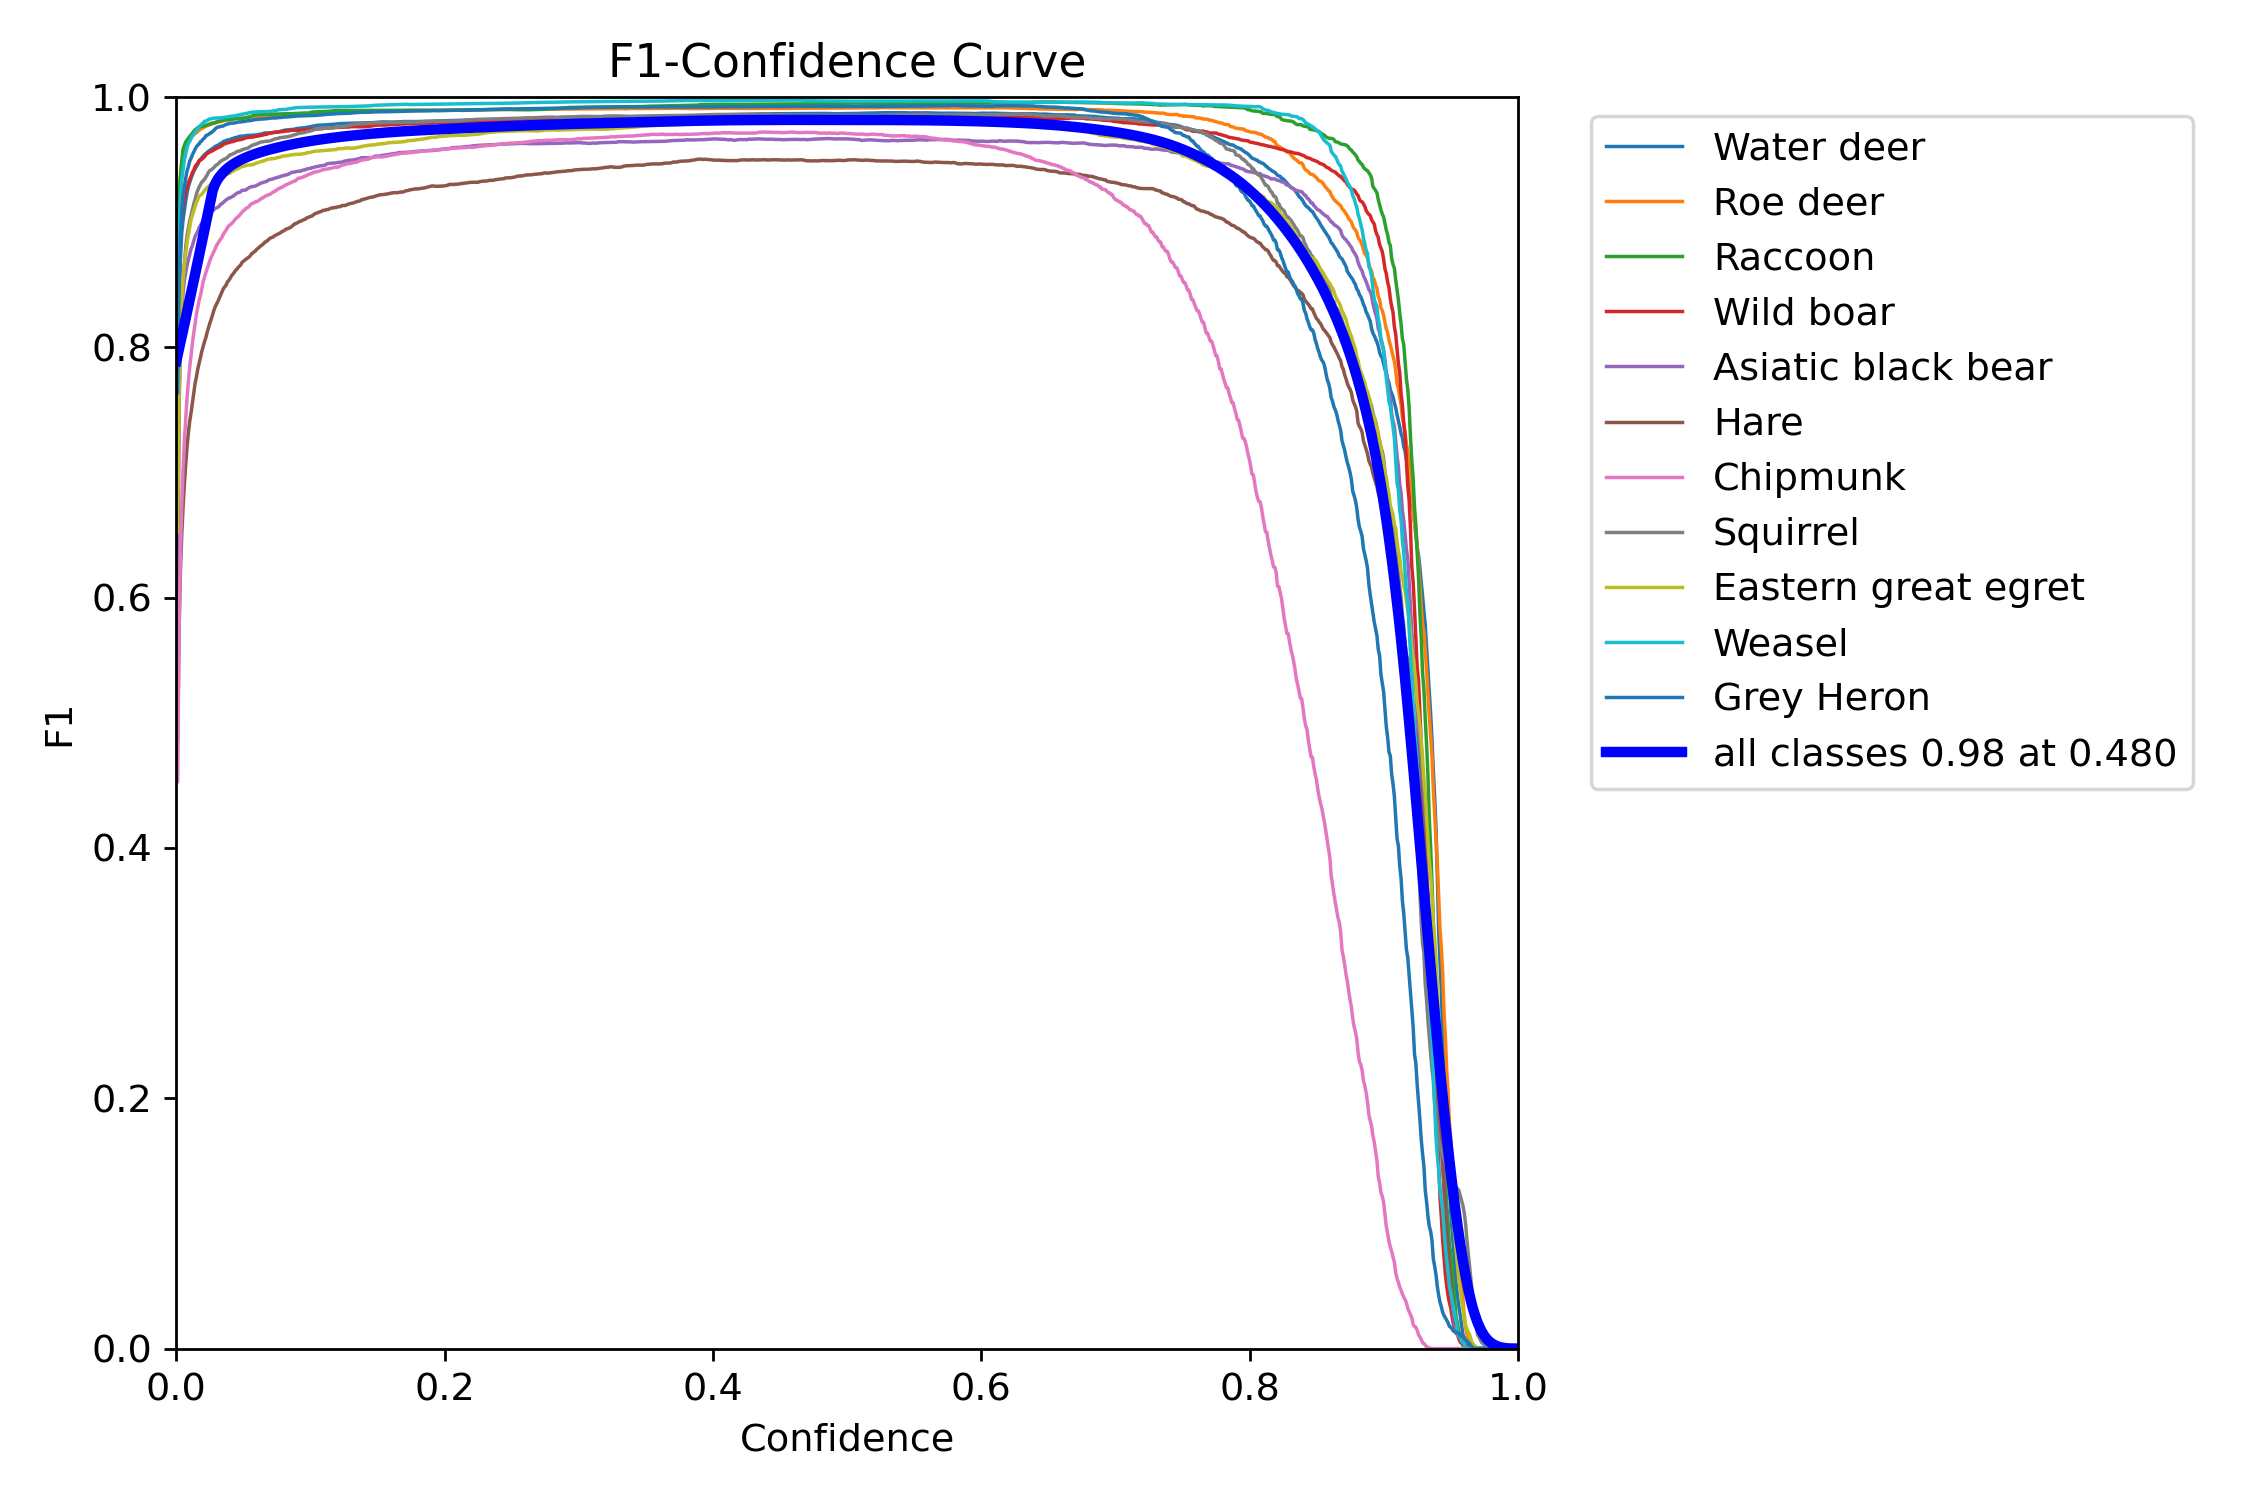 F1-Confidence Curve
1.0
0.8
0.6
0.4
0.2
0.0
F1
0.0 0.2 0.4 0.6 0.8 1.0
Confidence
Water deer
Roe deer
Raccoon
Wild boar
Asiatic black bear
Hare
Chipmunk
Squirrel
Eastern great egret
Weasel
Grey Heron
all classes 0.98 at 0.480